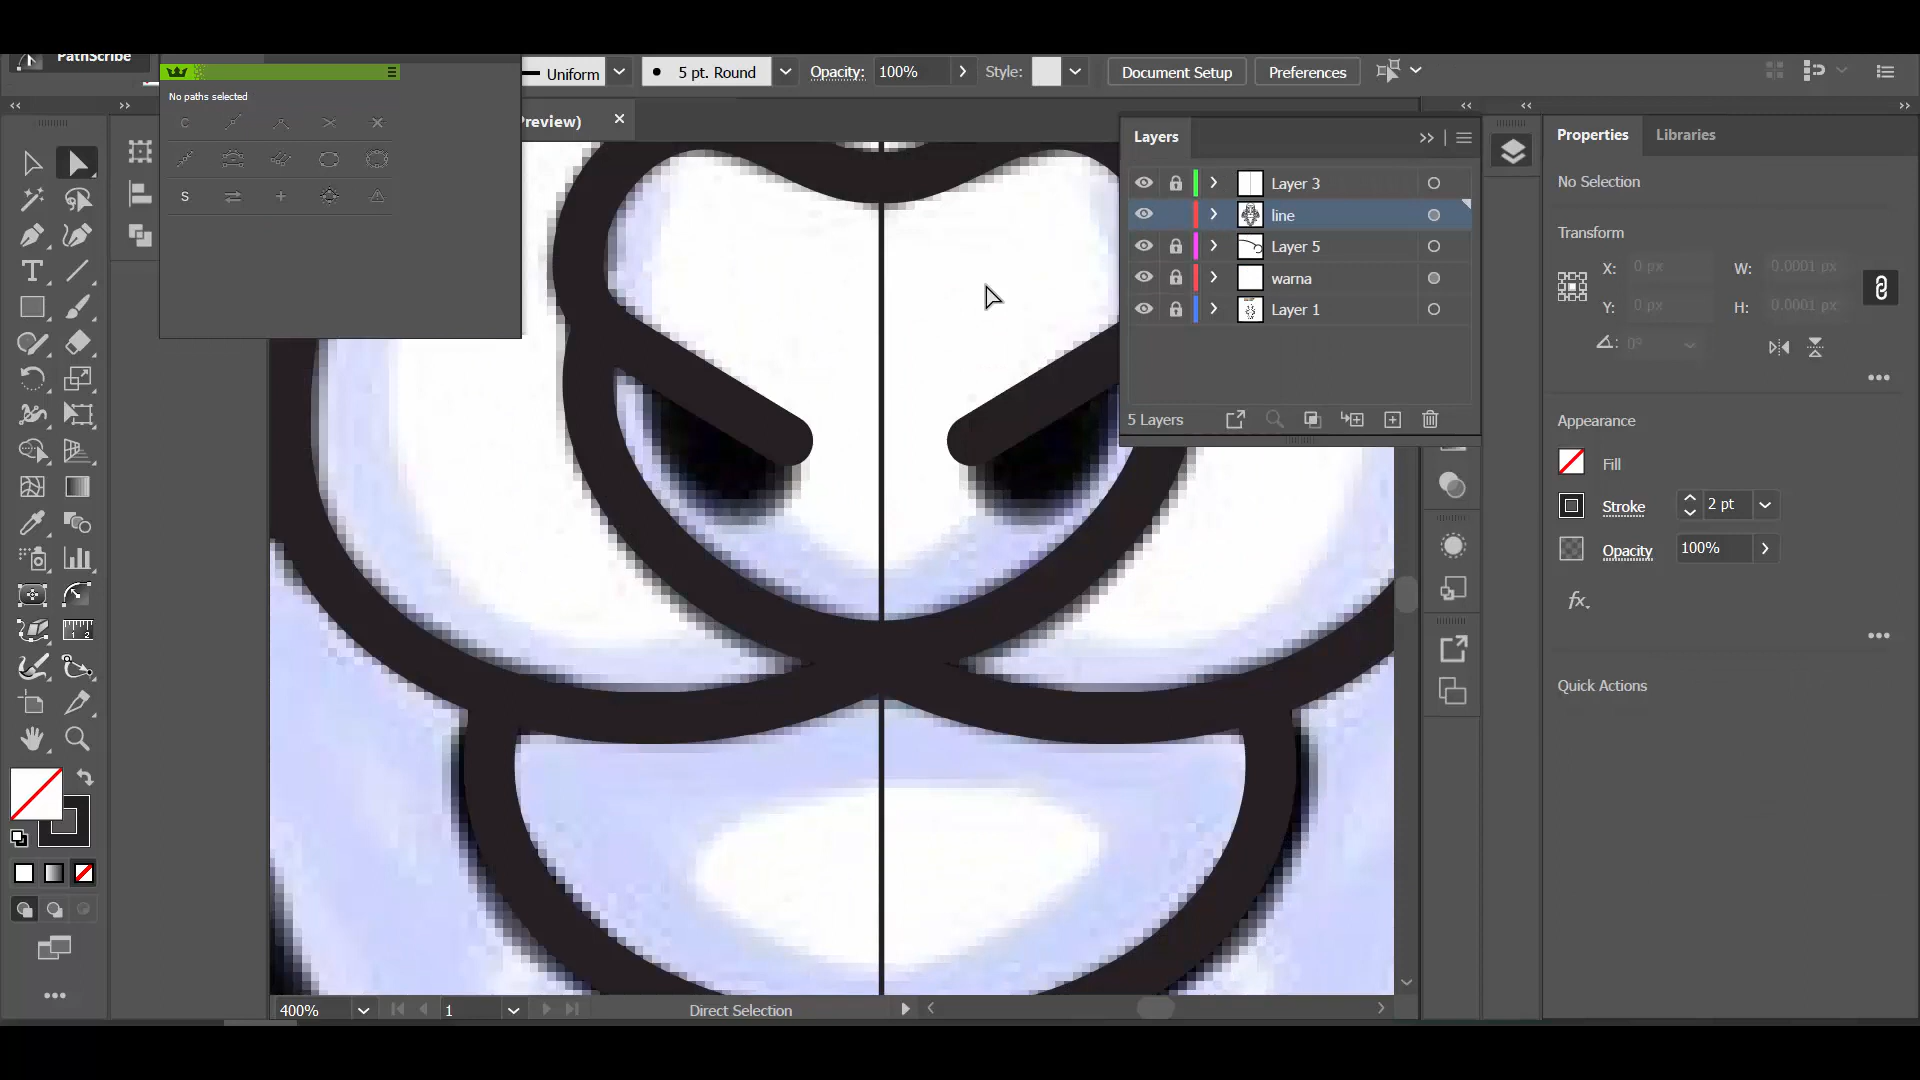 PathScribe
Uniform
5 pt. Round
Opacity:
100%
Style:
Document Setup
Preferences
No paths selected
Preview)
Layers
Layer 3
line
Layer 5
warna
Layer 1
5 Layers
Properties
Libraries
No Selection
Transform
X:
0 px
W:
0.0001 px
Y:
0 px
H:
0.0001 px
0°
Appearance
Fill
Stroke
2 pt
Opacity
100%
fx.
Quick Actions
400%
1
Direct Selection